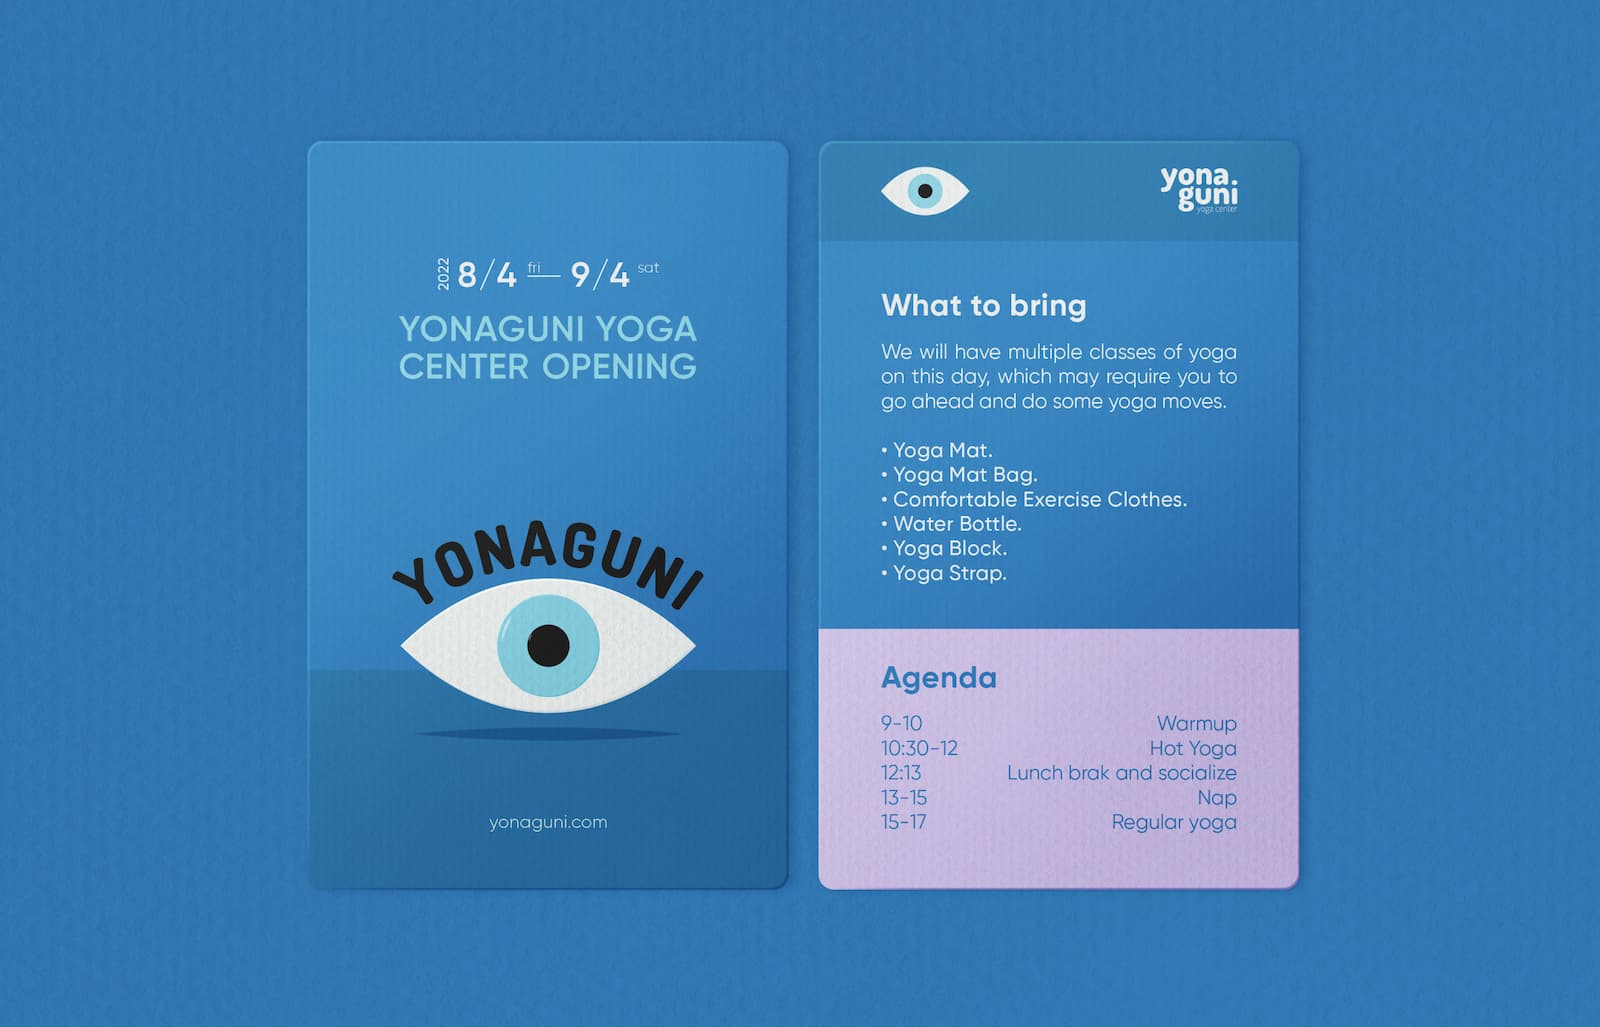 2022 8/4 fri — 9/4 sat
YONAGUNI YOGA
CENTER OPENING
YONAGUNI
yonaguni.com
yona.
guni
yoga center
What to bring
We will have multiple classes of yoga
on this day, which may require you to
go ahead and do some yoga moves.
• Yoga Mat.
• Yoga Mat Bag.
• Comfortable Exercise Clothes.
• Water Bottle.
• Yoga Block.
• Yoga Strap.
Agenda
9-10 Warmup
10:30-12 Hot Yoga
12:13 Lunch brak and socialize
13-15 Nap
15-17 Regular yoga